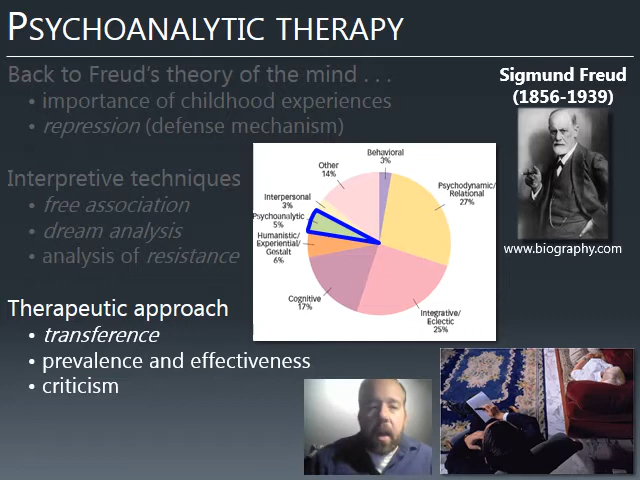 PSYCHOANALYTIC THERAPY
Back to Freud's theory of the mind . . .
• importance of childhood experiences
• repression (defense mechanism)
Interpretive techniques
• free association
• dream analysis
• analysis of resistance
Therapeutic approach
• transference
• prevalence and effectiveness
• criticism
Behavioral
3%
Other
14%
Psychodynamic/
Relational
27%
Interpersonal
3%
Psychoanalytic
5%
Humanistic/
Experiential/
Gestalt
6%
Cognitive
17%
Integrative/
Eclectic
25%
Sigmund Freud
(1856-1939)
www.biography.com